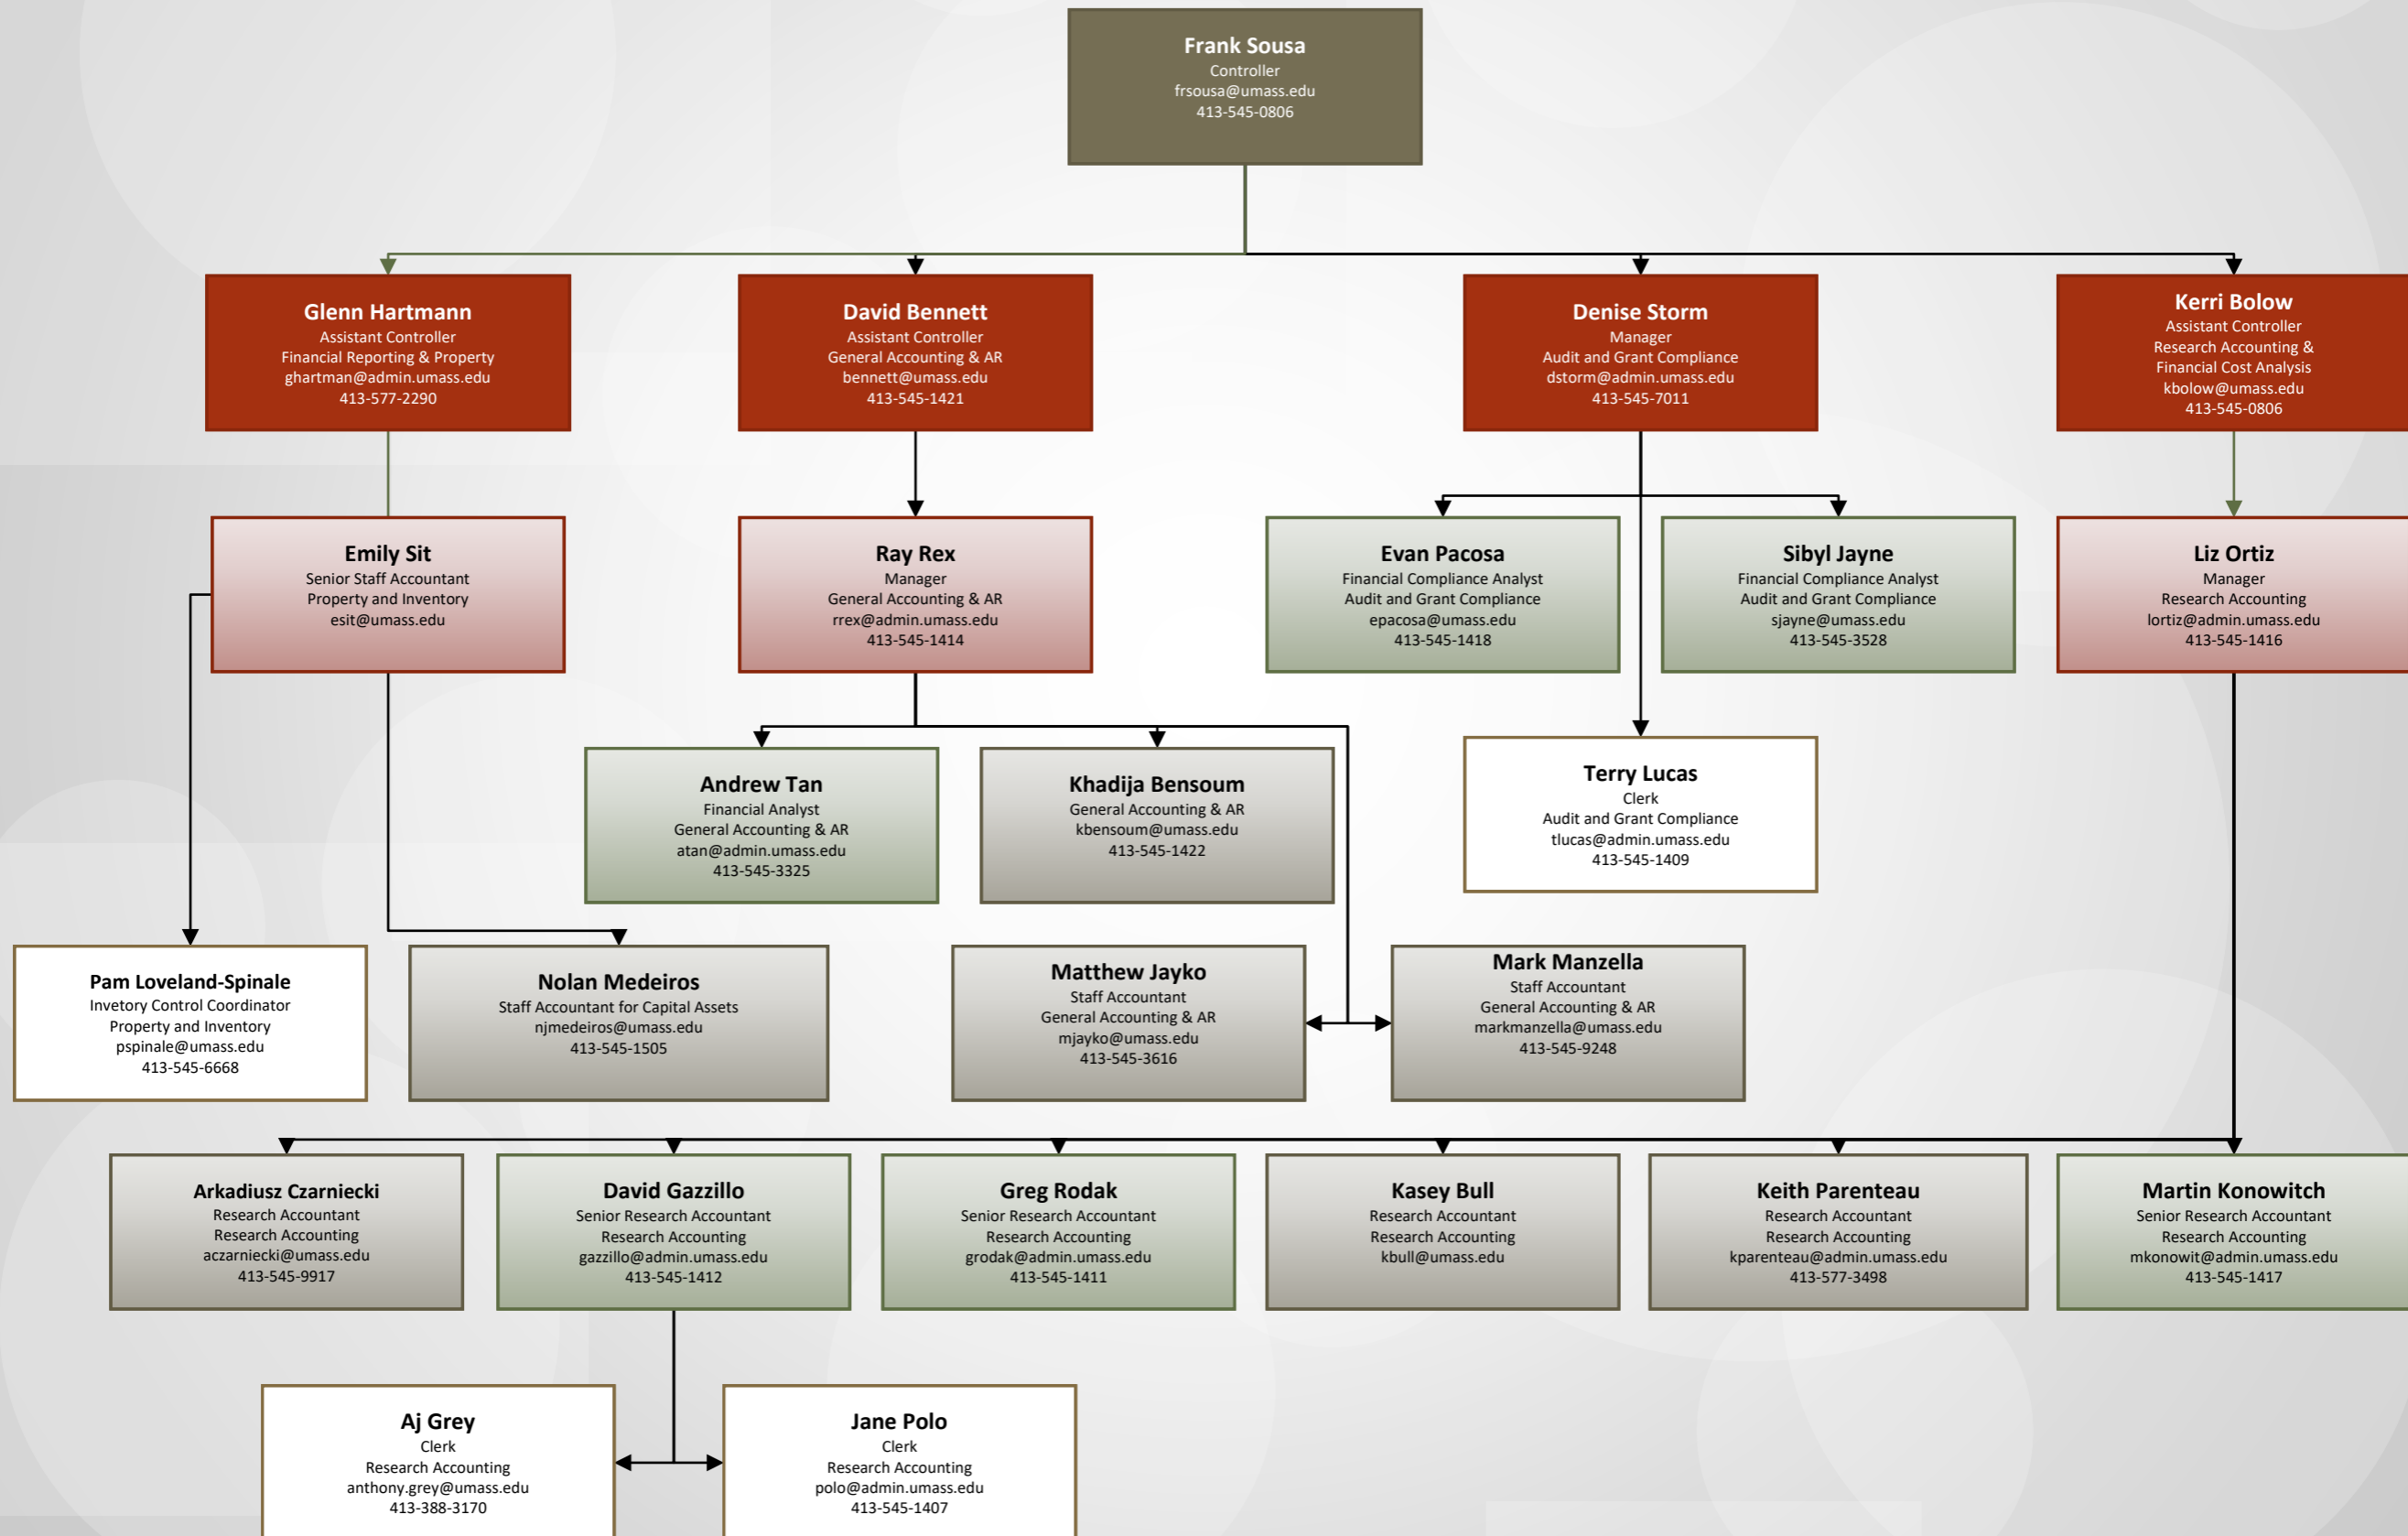 Frank Sousa
Controller
frsousa@umass.edu
413-545-0806
Glenn Hartmann
Assistant Controller
Financial Reporting & Property
ghartman@admin.umass.edu
413-577-2290
David Bennett
Assistant Controller
General Accounting & AR
bennett@umass.edu
413-545-1421
Denise Storm
Manager
Audit and Grant Compliance
dstorm@admin.umass.edu
413-545-7011
Kerri Bolow
Assistant Controller
Research Accounting &
Financial Cost Analysis
kbolow@umass.edu
413-545-0806
Emily Sit
Senior Staff Accountant
Property and Inventory
esit@umass.edu
Ray Rex
Manager
General Accounting & AR
rrex@admin.umass.edu
413-545-1414
Evan Pacosa
Financial Compliance Analyst
Audit and Grant Compliance
epacosa@umass.edu
413-545-1418
Sibyl Jayne
Financial Compliance Analyst
Audit and Grant Compliance
sjayne@umass.edu
413-545-3528
Liz Ortiz
Manager
Research Accounting
lortiz@admin.umass.edu
413-545-1416
Andrew Tan
Financial Analyst
General Accounting & AR
atan@admin.umass.edu
413-545-3325
Khadija Bensoum
General Accounting & AR
kbensoum@umass.edu
413-545-1422
Terry Lucas
Clerk
Audit and Grant Compliance
tlucas@admin.umass.edu
413-545-1409
Pam Loveland-Spinale
Invetory Control Coordinator
Property and Inventory
pspinale@umass.edu
413-545-6668
Nolan Medeiros
Staff Accountant for Capital Assets
njmedeiros@umass.edu
413-545-1505
Matthew Jayko
Staff Accountant
General Accounting & AR
mjayko@umass.edu
413-545-3616
Mark Manzella
Staff Accountant
General Accounting & AR
markmanzella@umass.edu
413-545-9248
Arkadiusz Czarniecki
Research Accountant
Research Accounting
aczarniecki@umass.edu
413-545-9917
David Gazzillo
Senior Research Accountant
Research Accounting
gazzillo@admin.umass.edu
413-545-1412
Greg Rodak
Senior Research Accountant
Research Accounting
grodak@admin.umass.edu
413-545-1411
Kasey Bull
Research Accountant
Research Accounting
kbull@umass.edu
Keith Parenteau
Research Accountant
Research Accounting
kparenteau@admin.umass.edu
413-577-3498
Martin Konowitch
Senior Research Accountant
Research Accounting
mkonowit@admin.umass.edu
413-545-1417
Aj Grey
Clerk
Research Accounting
anthony.grey@umass.edu
413-388-3170
Jane Polo
Clerk
Research Accounting
polo@admin.umass.edu
413-545-1407